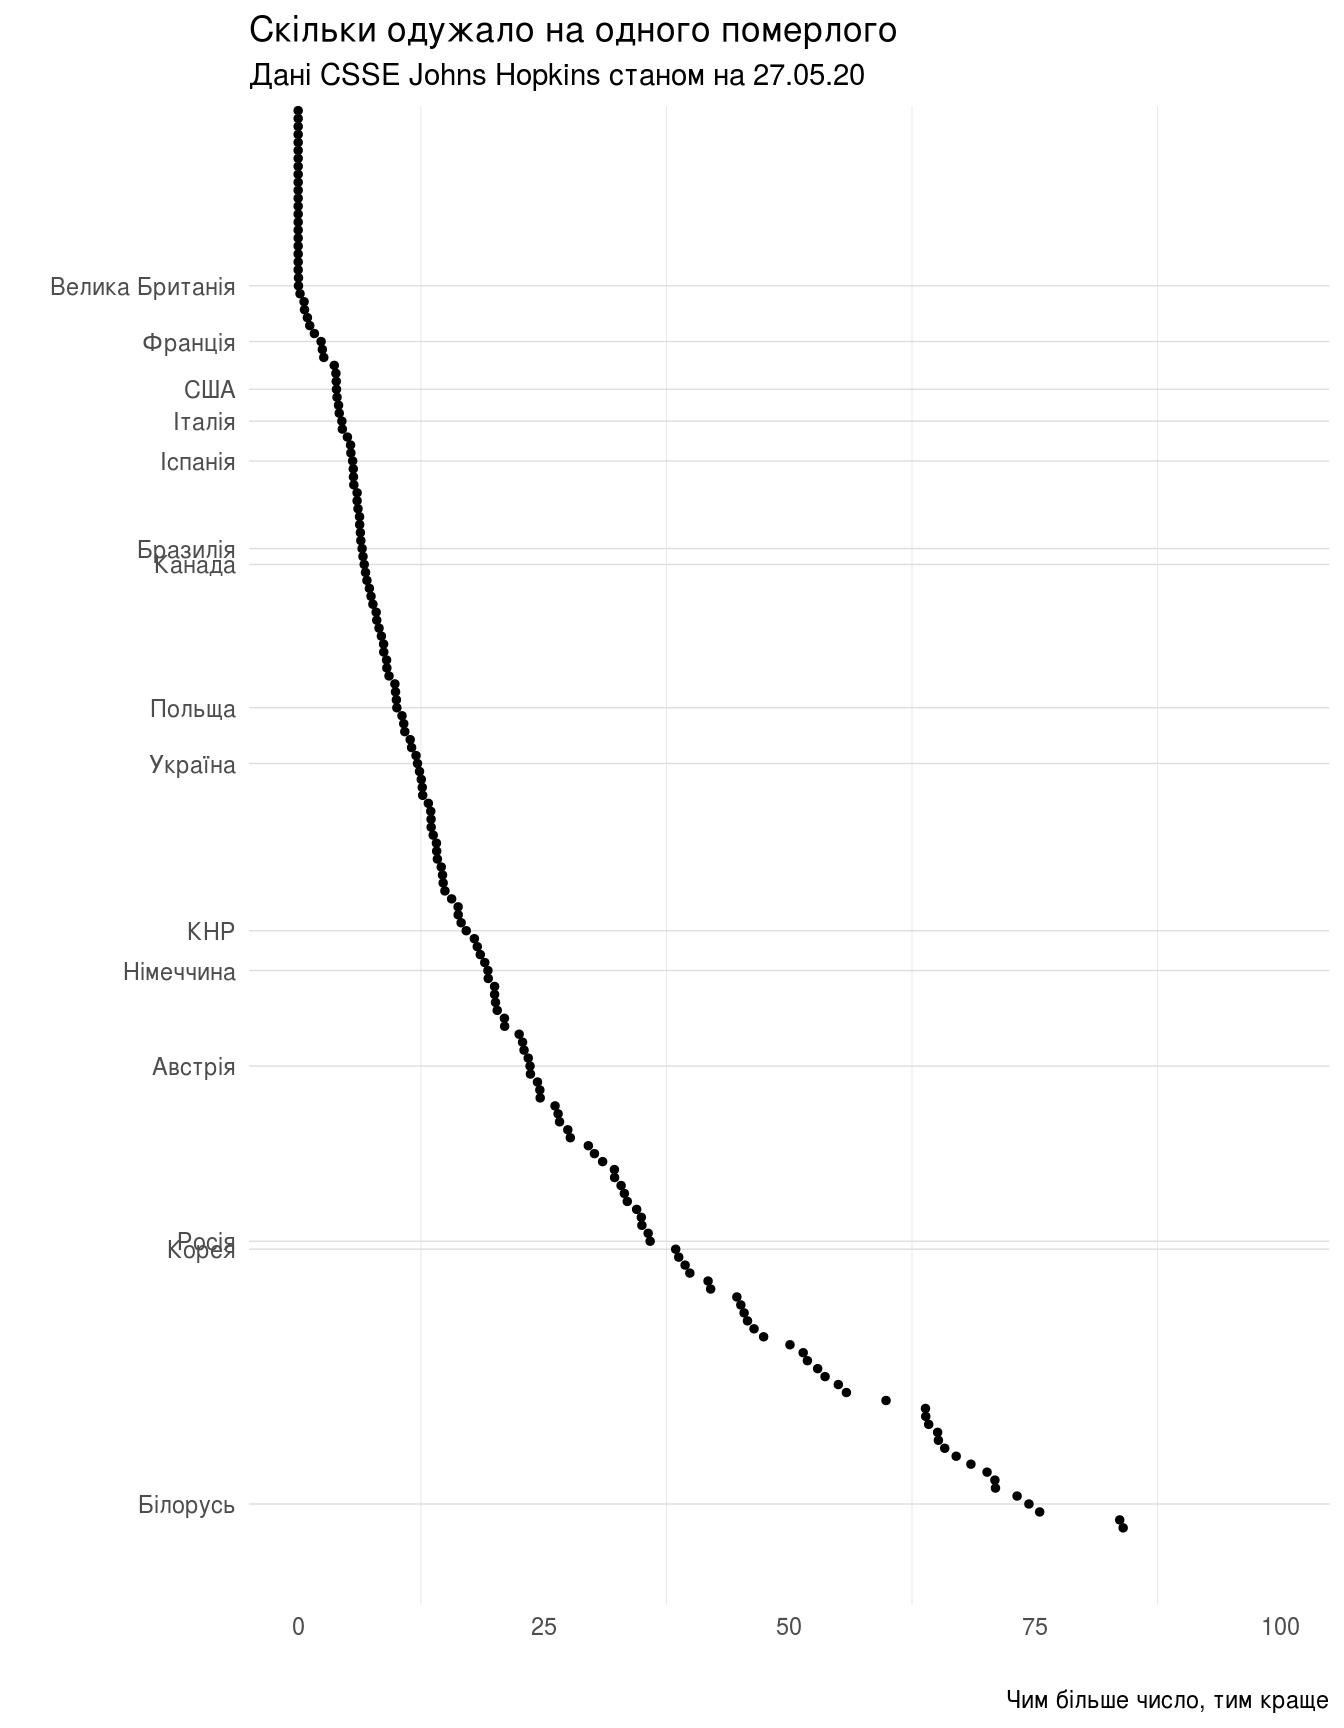 Скільки одужало на одного померлого
Дані CSSE Johns Hopkins станом на 27.05.20
Велика Британія
Франція
США
Італія
Іспанія
Бразилія
Канада
Польща
Україна
КНР
Німеччина
Австрія
Росія
Корея
Білорусь
0 25 50 75 100
Чим більше число, тим краще